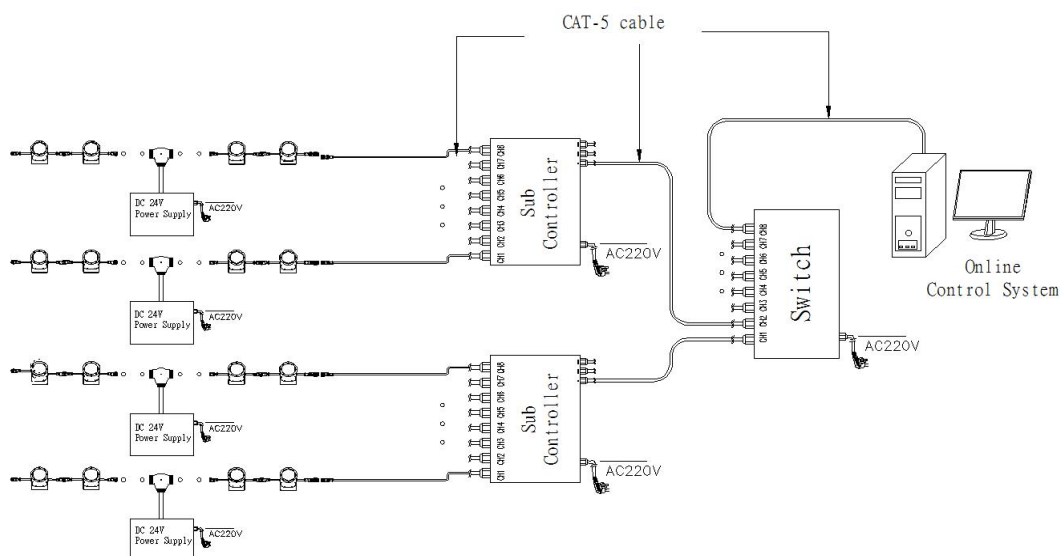 CAT-5 cable
CH8
CH7
CH6
CH5
CH4
CH3
CH2
CH1
Sub
Controller
AC220V
DC 24V
Power Supply
AC220V
DC 24V
Power Supply
AC220V
CH8
CH7
CH6
CH5
CH4
CH3
CH2
CH1
Switch
AC220V
Online
Control System
CH8
CH7
CH6
CH5
CH4
CH3
CH2
CH1
Sub
Controller
AC220V
DC 24V
Power Supply
AC220V
DC 24V
Power Supply
AC220V